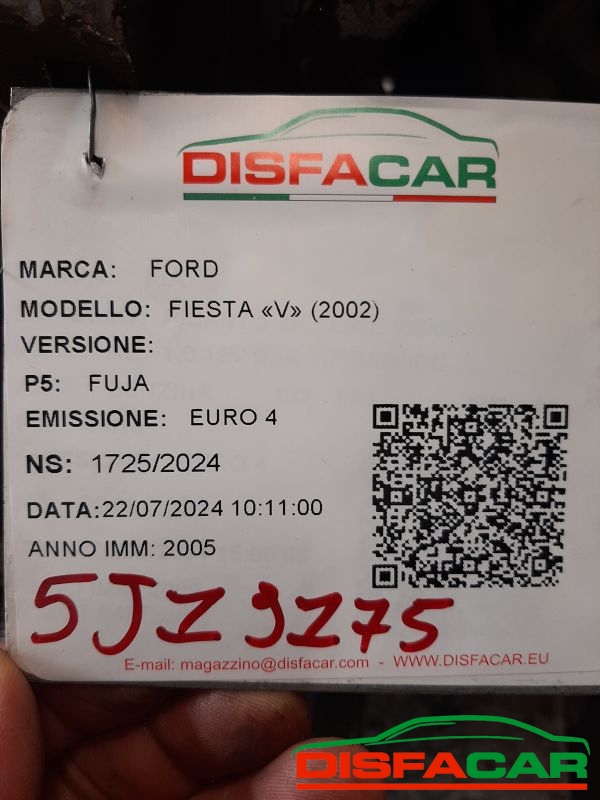 DISFACAR
MARCA: FORD
MODELLO: FIESTA «V» (2002)
VERSIONE:
P5: FUJA
EMISSIONE: EURO 4
NS: 1725/2024
DATA:22/07/2024 10:11:00
ANNO IMM: 2005
5JZ9Z75
E-mail: magazzino@disfacar.com - WWW.DISFACAR.EU
DISFACAR